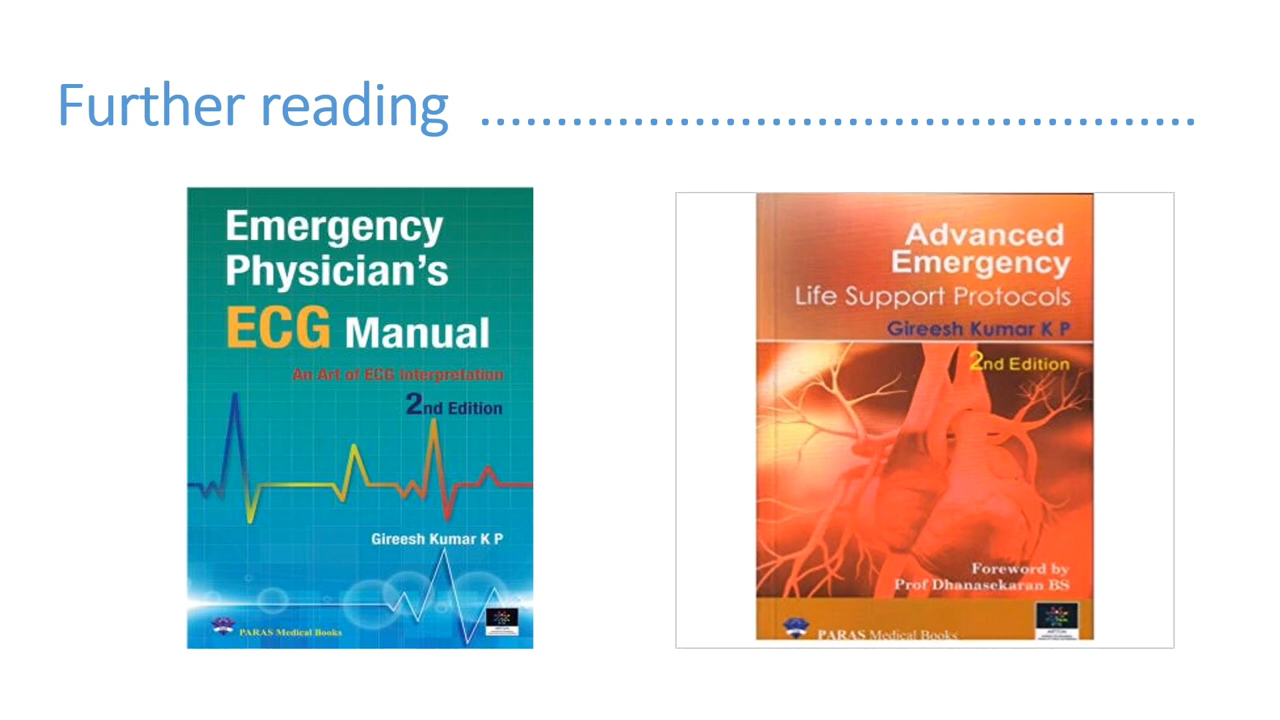 Further reading ...............................................
Emergency
Physician’s
ECG Manual
An Art of ECG Interpretation
2nd Edition
Gireesh Kumar K P
PARAS Medical Books
Advanced
Emergency
Life Support Protocols
Gireesh Kumar K P
2nd Edition
Foreword by
Prof Dhanasekaran BS
PARAS Medical Books